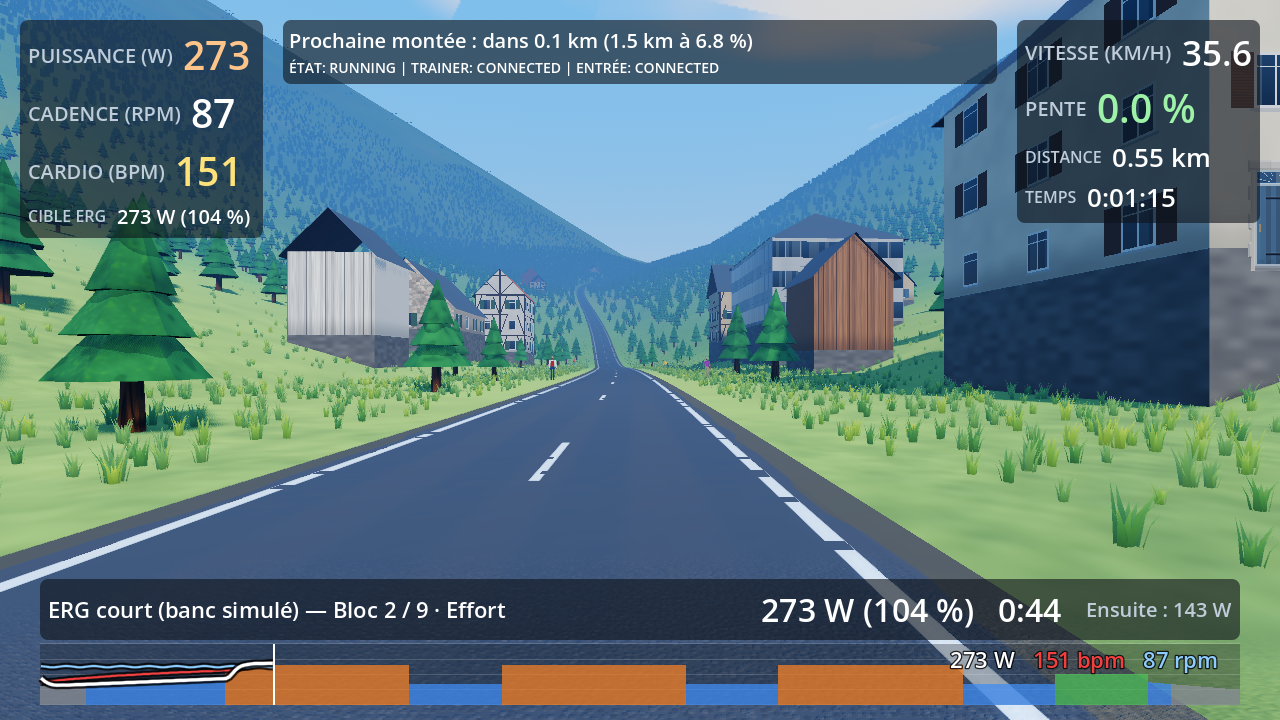 PUISSANCE (W) 273
CADENCE (RPM) 87
CARDIO (BPM) 151
CIBLE ERG 273 W (104 %)
Prochaine montée : dans 0.1 km (1.5 km à 6.8 %)
ÉTAT: RUNNING | TRAINER: CONNECTED | ENTRÉE: CONNECTED
VITESSE (KM/H) 35.6
PENTE 0.0 %
DISTANCE 0.55 km
TEMPS 0:01:15
ERG court (banc simulé) — Bloc 2 / 9 · Effort
273 W (104 %) 0:44 Ensuite : 143 W
273 W 151 bpm 87 rpm